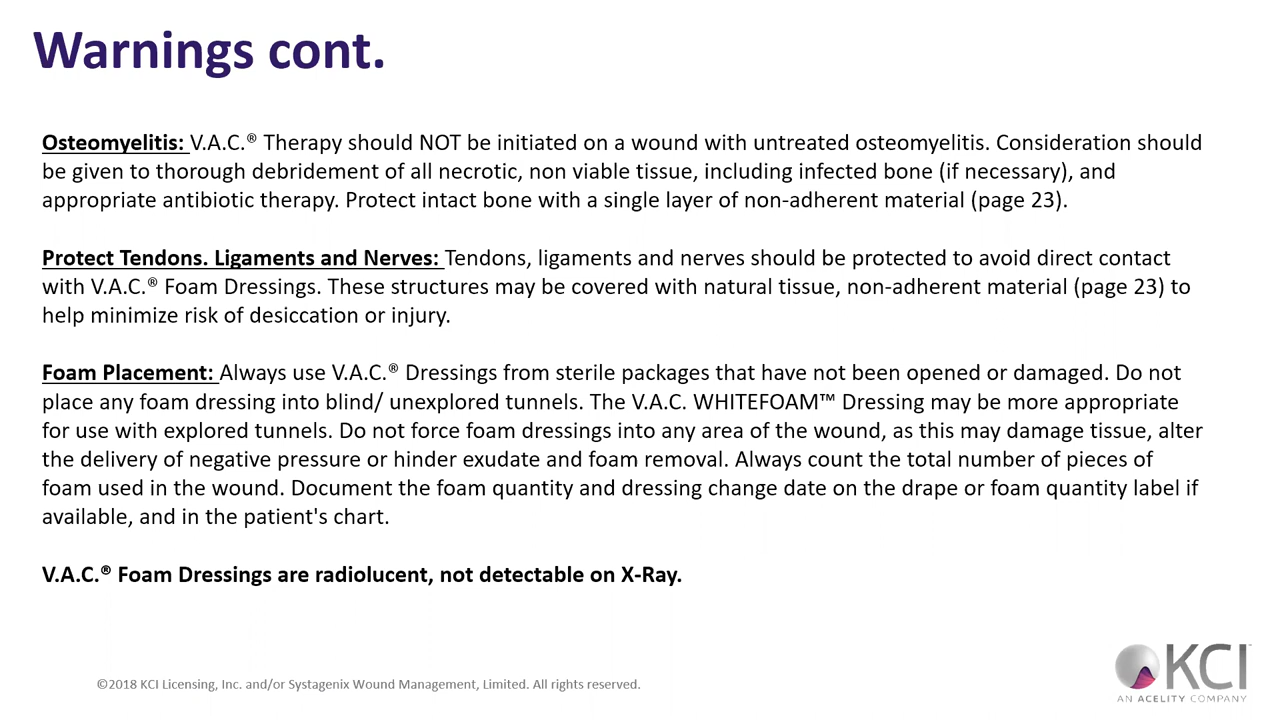 Warnings cont.
Osteomyelitis: V.A.C.® Therapy should NOT be initiated on a wound with untreated osteomyelitis. Consideration should
be given to thorough debridement of all necrotic, non viable tissue, including infected bone (if necessary), and
appropriate antibiotic therapy. Protect intact bone with a single layer of non-adherent material (page 23).
Protect Tendons. Ligaments and Nerves: Tendons, ligaments and nerves should be protected to avoid direct contact
with V.A.C.® Foam Dressings. These structures may be covered with natural tissue, non-adherent material (page 23) to
help minimize risk of desiccation or injury.
Foam Placement: Always use V.A.C.® Dressings from sterile packages that have not been opened or damaged. Do not
place any foam dressing into blind/ unexplored tunnels. The V.A.C. WHITEFOAM™ Dressing may be more appropriate
for use with explored tunnels. Do not force foam dressings into any area of the wound, as this may damage tissue, alter
the delivery of negative pressure or hinder exudate and foam removal. Always count the total number of pieces of
foam used in the wound. Document the foam quantity and dressing change date on the drape or foam quantity label if
available, and in the patient's chart.
V.A.C.® Foam Dressings are radiolucent, not detectable on X-Ray.
©2018 KCI Licensing, Inc. and/or Systagenix Wound Management, Limited. All rights reserved.
KCI™
AN ACELITY COMPANY